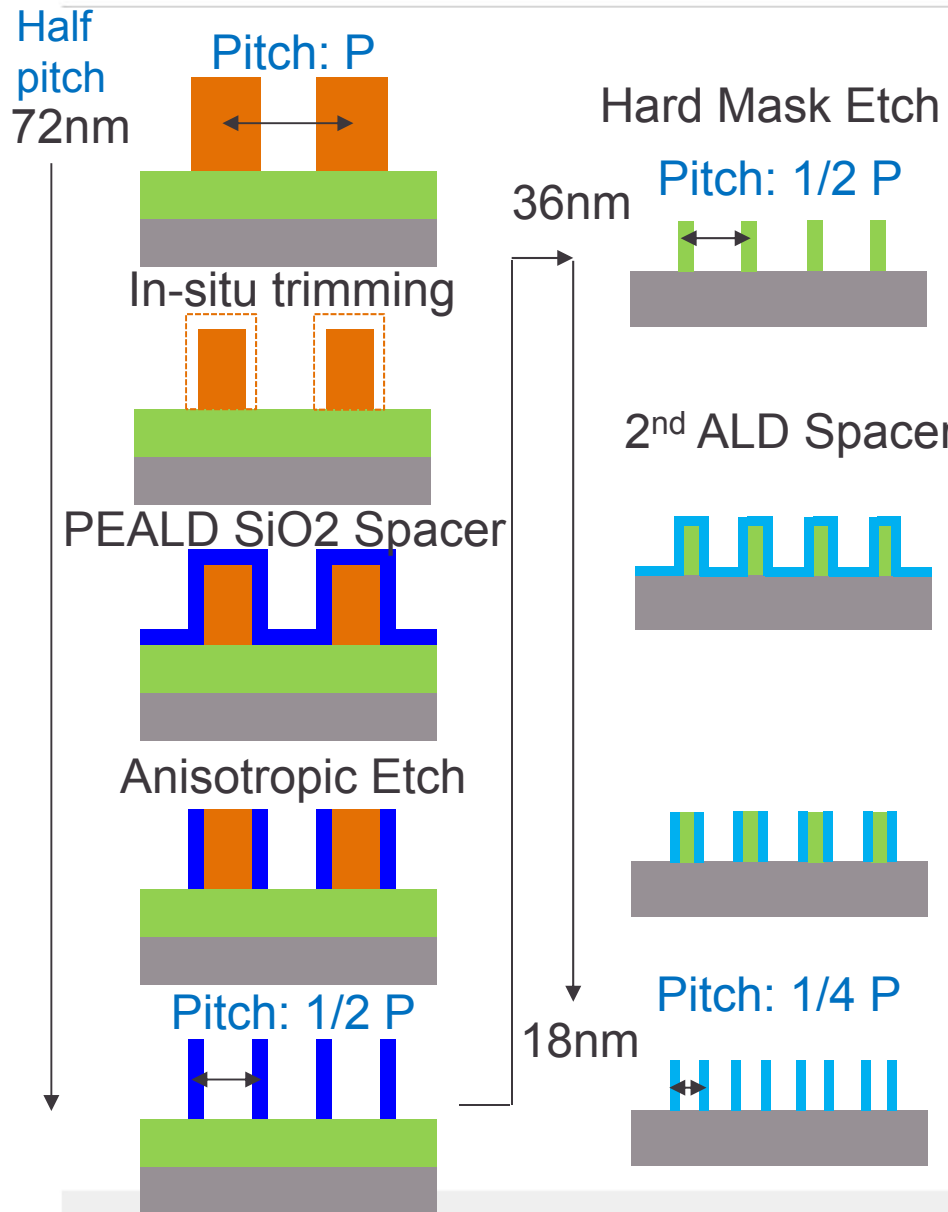 Half
pitch
72nm
Pitch: P
In-situ trimming
PEALD SiO2 Spacer
Anisotropic Etch
Pitch: 1/2 P
Hard Mask Etch
Pitch: 1/2 P
36nm
2nd ALD Spacer
18nm
Pitch: 1/4 P